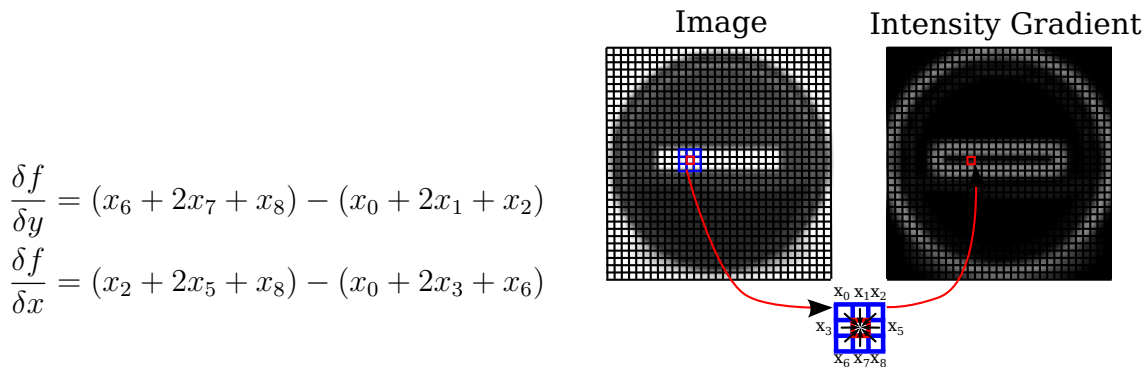 Image Intensity Gradient
δf/δy = (x₆ + 2x₇ + x₈) − (x₀ + 2x₁ + x₂)
δf/δx = (x₂ + 2x₅ + x₈) − (x₀ + 2x₃ + x₆)
x₀ x₁ x₂
x₃ x₅
x₆ x₇ x₈